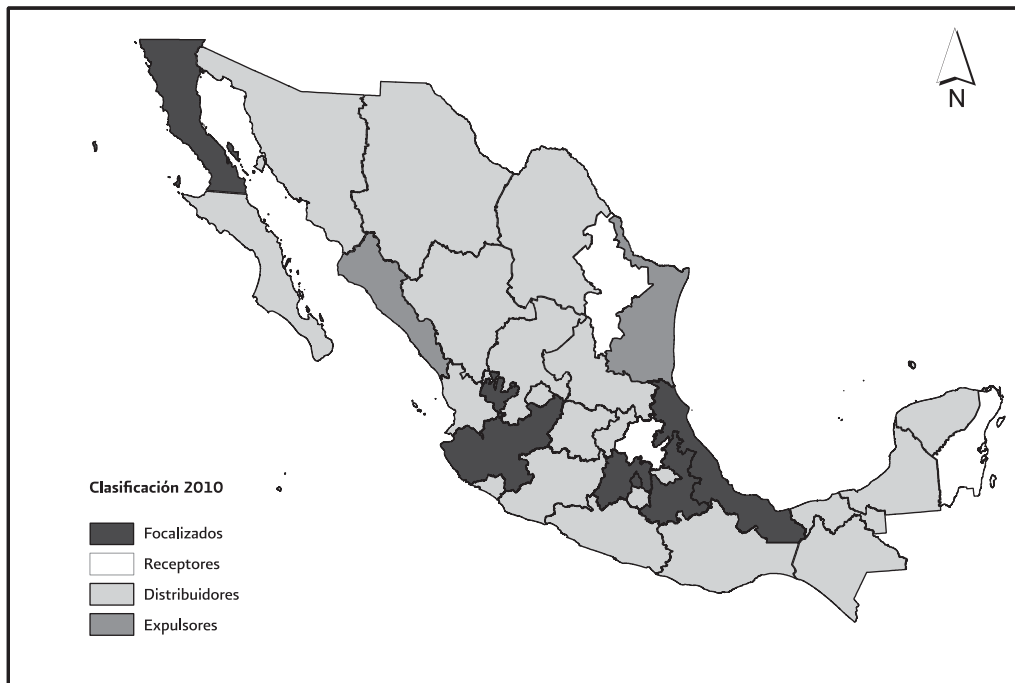 N
Clasificación 2010
Focalizados
Receptores
Distribuidores
Expulsores